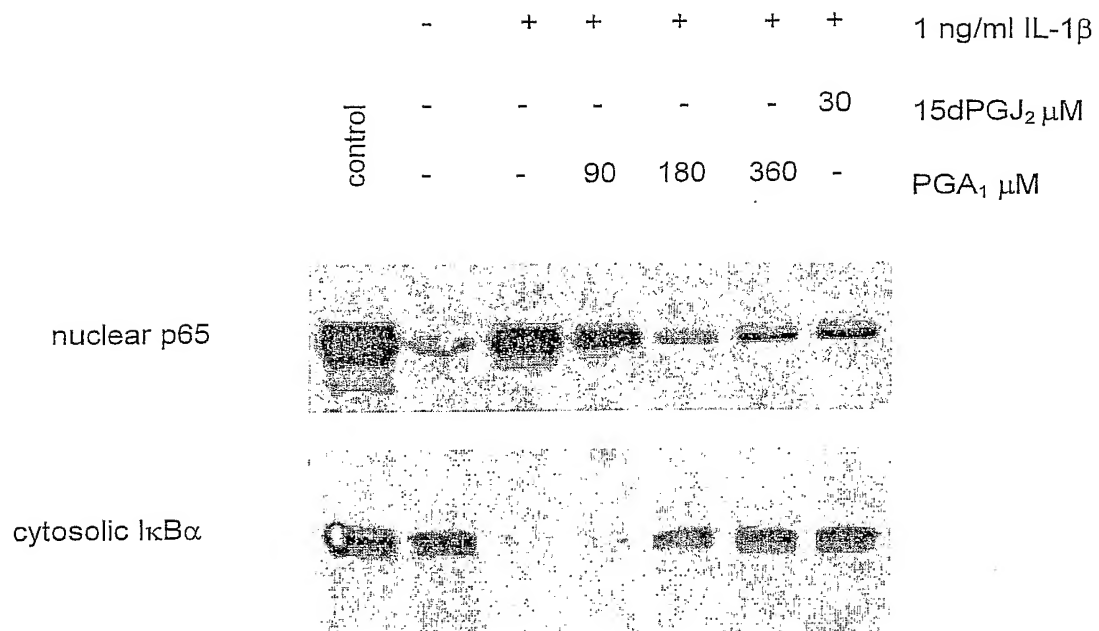 - + + + + + 1 ng/ml IL-1β
control - - - - - 30 15dPGJ₂ μM
- - 90 180 360 - PGA₁ μM
nuclear p65
cytosolic IκBα